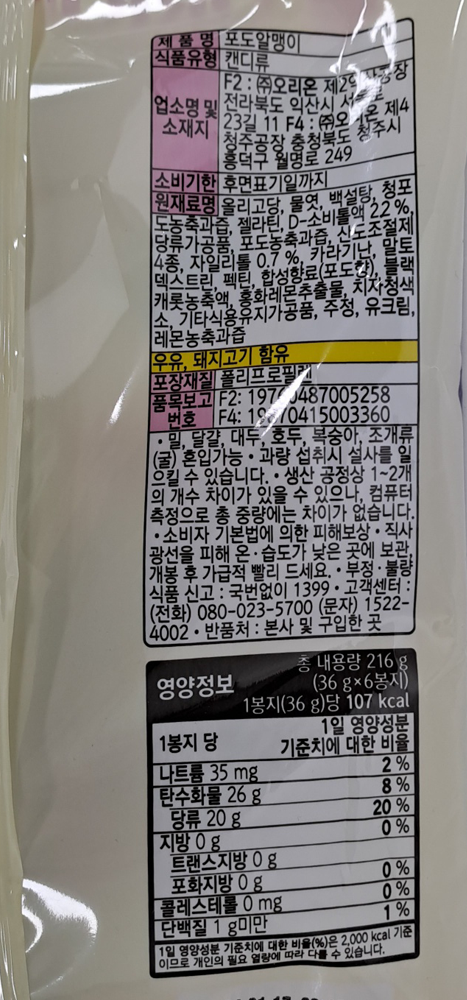 제 품 명 포도알맹이
식품유형 캔디류
업소명 및 소재지
F2 : ㈜오리온 제2익산공장
전라북도 익산시
23길 11 F4 : ㈜오리온 제4
청주공장 충청북도 청주시
흥덕구 월명로 249
소비기한 후면표기일까지
원재료명 올리고당, 물엿, 백설탕, 청포
도농축과즙, 젤라틴, D-소비톨액 2.2 %,
당류가공품, 포도농축과즙, 산도조절제
4종, 자일리톨 0.7 %, 카라기난, 말토
덱스트린, 펙틴, 합성향료(포도향), 블랙
캐롯농축액, 홍화레몬추출물, 치자청색
소, 기타식용유지가공품, 주정, 유크림,
레몬농축과즙
우유, 돼지고기 함유
포장재질 폴리프로필렌
품목보고 번호
F2: 19760487005258
F4:
• 밀, 달걀, 대두, 호두, 복숭아, 조개류
(굴) 혼입가능 • 과량 섭취시 설사를 일
으킬 수 있습니다. • 생산 공정상 1~2개
의 개수 차이가 있을 수 있으나, 컴퓨터
측정으로 총 중량에는 차이가 없습니다.
• 소비자 기본법에 의한 피해보상 • 직사
광선을 피해 온·습도가 낮은 곳에 보관,
개봉 후 가급적 빨리 드세요. • 부정·불량
식품 신고 : 국번없이 1399 • 고객센터 :
(전화) 080-023-5700 (문자) 1522-
4002 • 반품처 : 본사 및 구입한 곳
영양정보
총 내용량 216 g
(36 g×6봉지)
1봉지(36 g)당 107 kcal
1봉지 당 1일 영양성분
기준치에 대한 비율
나트륨 35 mg 2 %
탄수화물 26 g 8 %
당류 20 g 20 %
지방 0 g 0 %
트랜스지방 0 g
포화지방 0 g 0 %
콜레스테롤 0 mg 0 %
단백질 1 g미만 1 %
1일 영양성분 기준치에 대한 비율(%)은 2,000 kcal 기준
이므로 개인의 필요 열량에 따라 다를 수 있습니다.